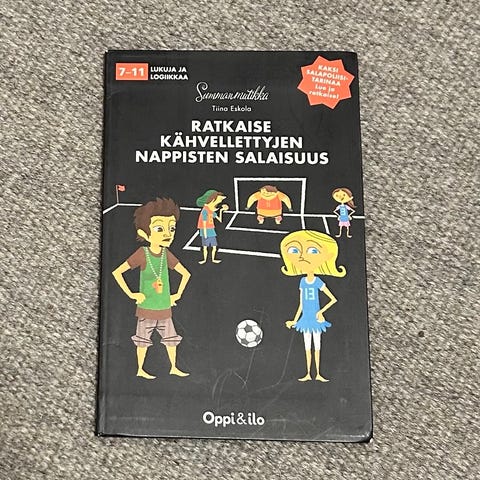 7–11 LUKUJA JA
LOGIIKKAA
KAKSI
SALAPOLIISI-
TARINAA
Lue ja
ratkaise!
Summamutikka
Tiina Eskola
RATKAISE
KÄHVELLETTYJEN
NAPPISTEN SALAISUUS
13
Oppi&ilo